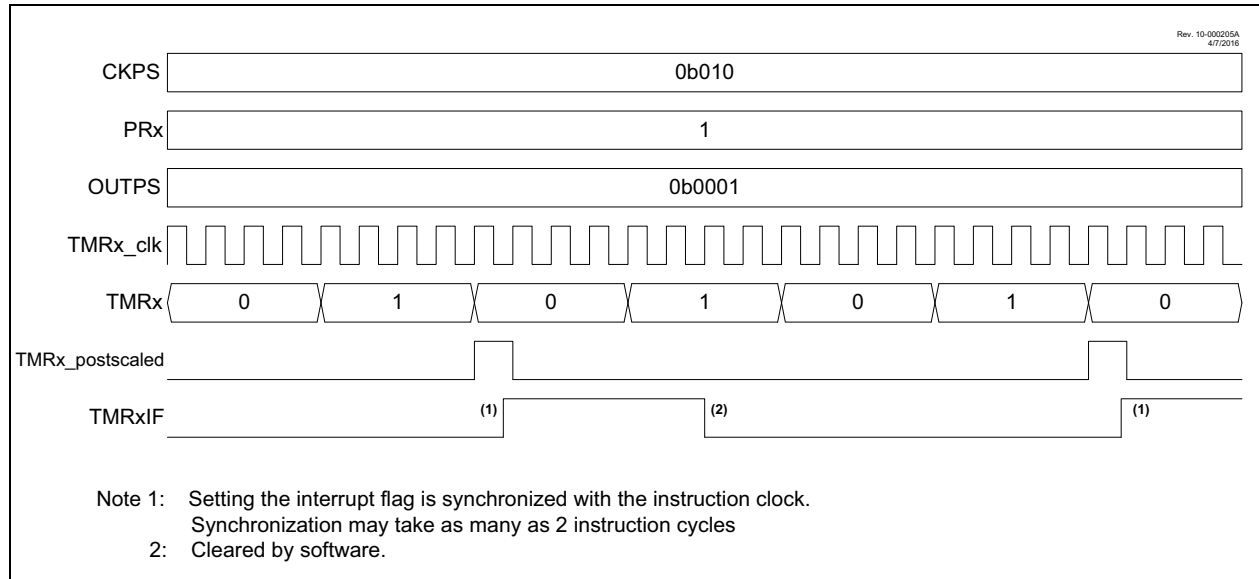 Rev. 10-000205A
4/7/2016
CKPS
0b010
PRx
1
OUTPS
0b0001
TMRx_clk
TMRx
0
1
0
1
0
1
0
TMRx_postscaled
TMRxIF
(1)
(2)
(1)
Note 1: Setting the interrupt flag is synchronized with the instruction clock.
Synchronization may take as many as 2 instruction cycles
2: Cleared by software.